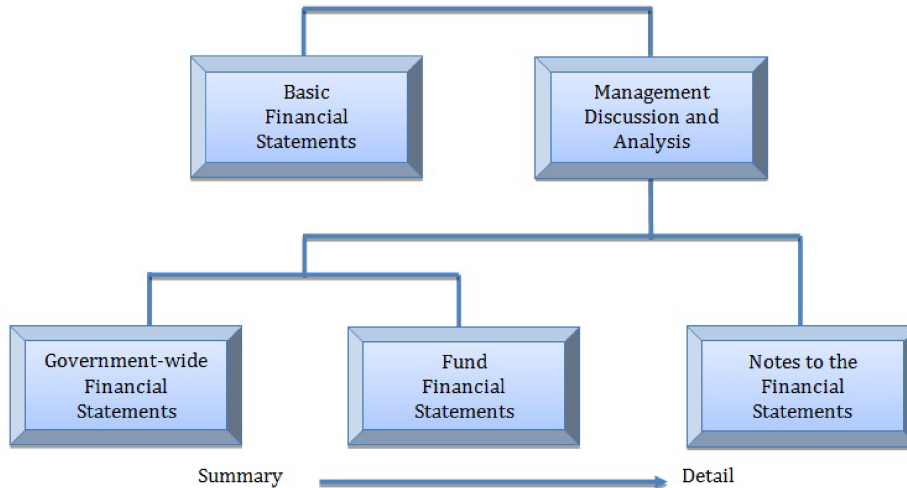 Basic
Financial
Statements
Management
Discussion and
Analysis
Government-wide
Financial
Statements
Fund
Financial
Statements
Notes to the
Financial
Statements
Summary
Detail